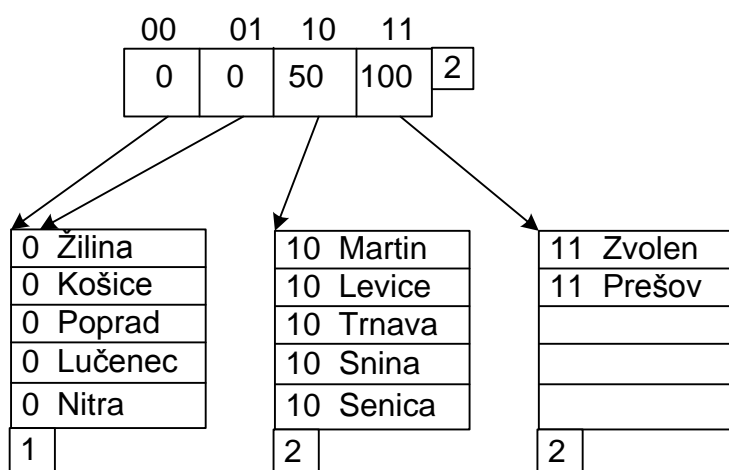 00 01 10 11
0 0 50 100 2
0 Žilina
0 Košice
0 Poprad
0 Lučenec
0 Nitra
1
10 Martin
10 Levice
10 Trnava
10 Snina
10 Senica
2
11 Zvolen
11 Prešov
2